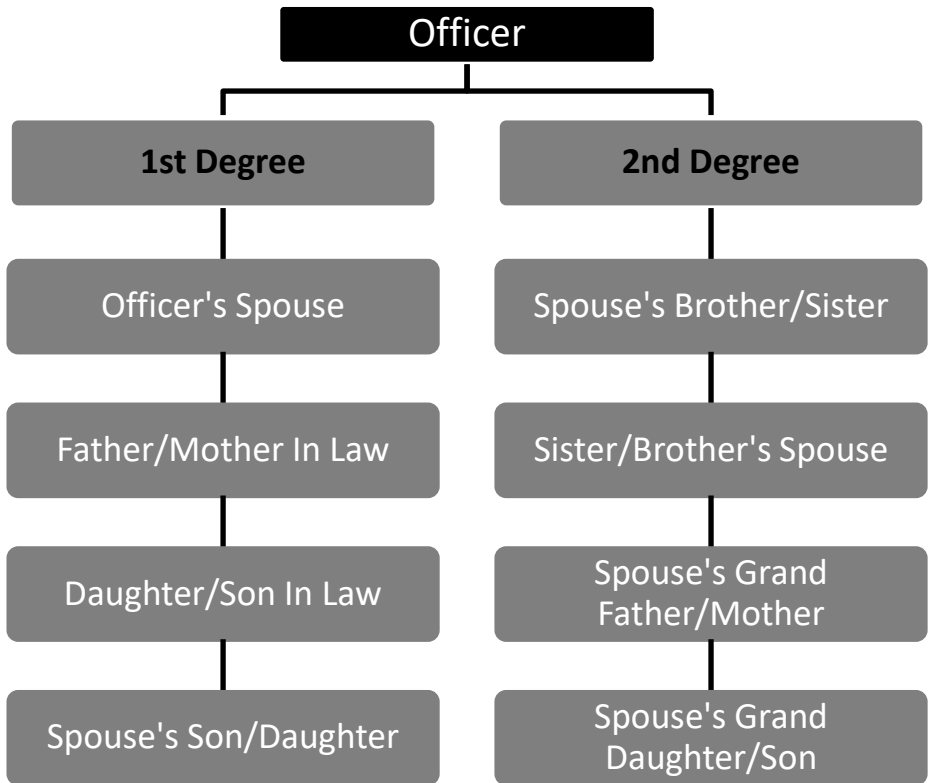 Officer
1st Degree
Officer's Spouse
Father/Mother In Law
Daughter/Son In Law
Spouse's Son/Daughter
2nd Degree
Spouse's Brother/Sister
Sister/Brother's Spouse
Spouse's Grand
Father/Mother
Spouse's Grand
Daughter/Son